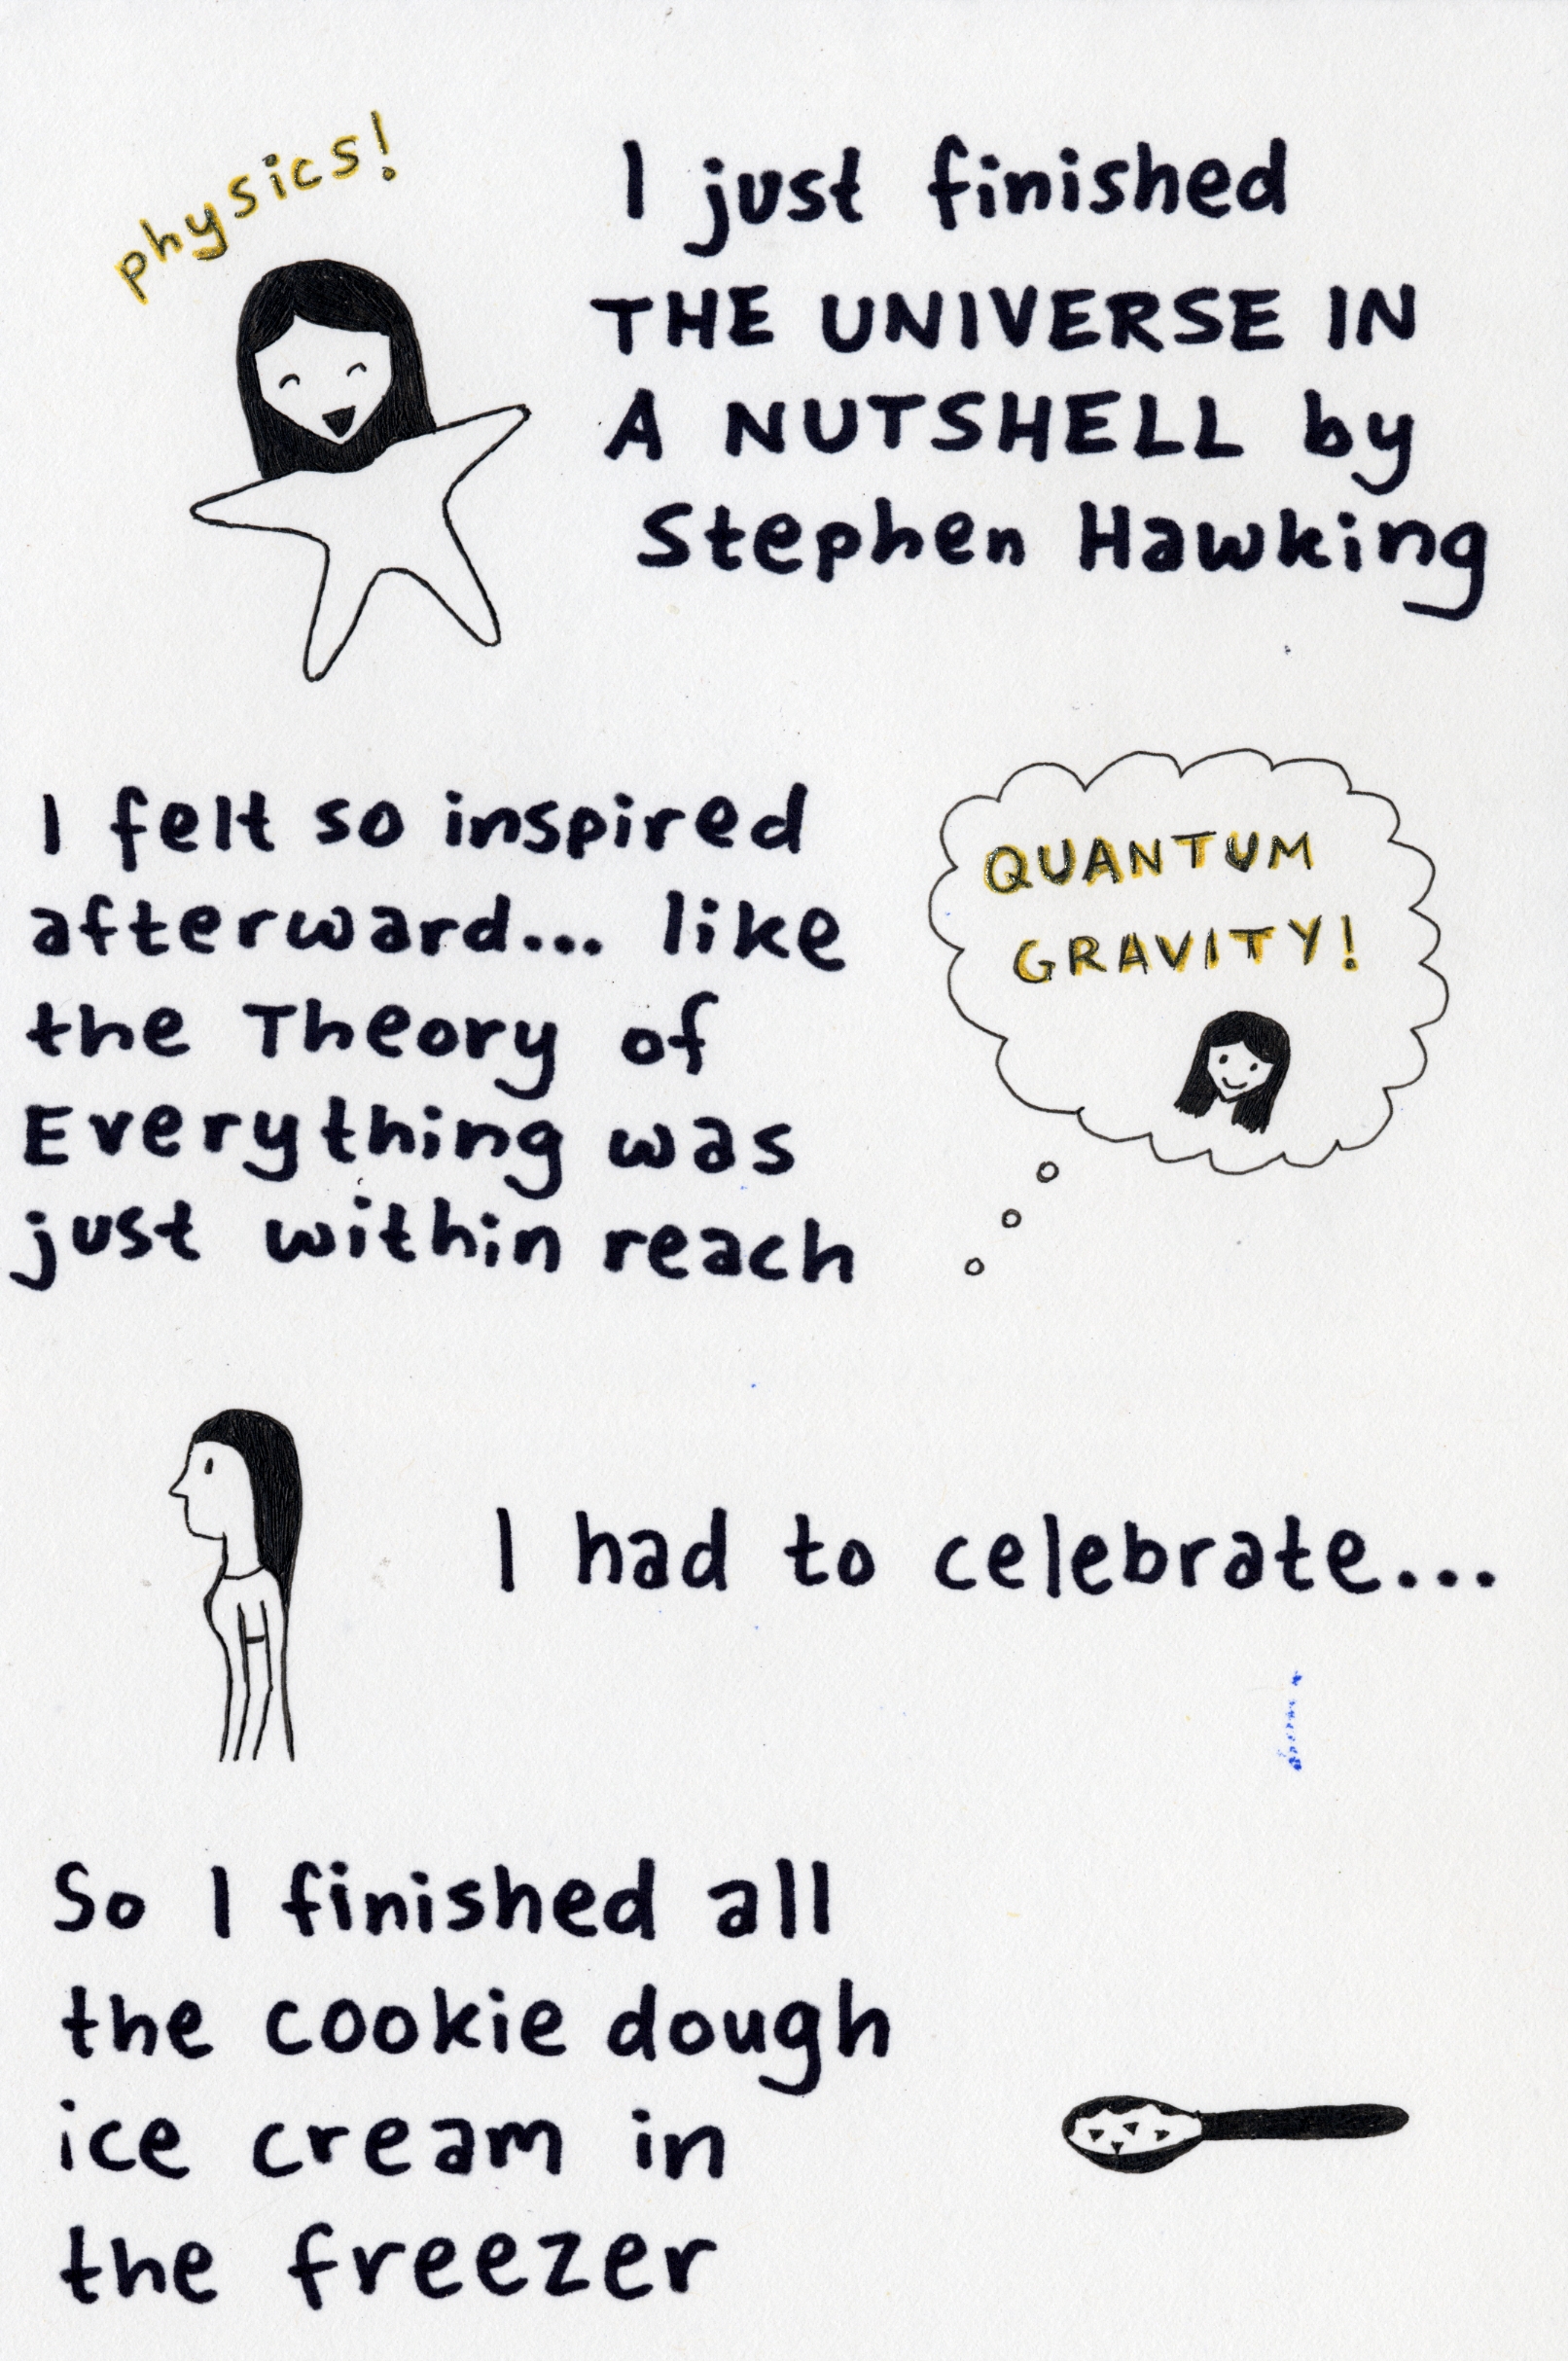 physics!
I just finished
THE UNIVERSE IN
A NUTSHELL by
Stephen Hawking
I felt so inspired
afterward... like
the Theory of
Everything was
just within reach
QUANTUM
GRAVITY!
I had to celebrate...
So I finished all
the cookie dough
ice cream in
the freezer